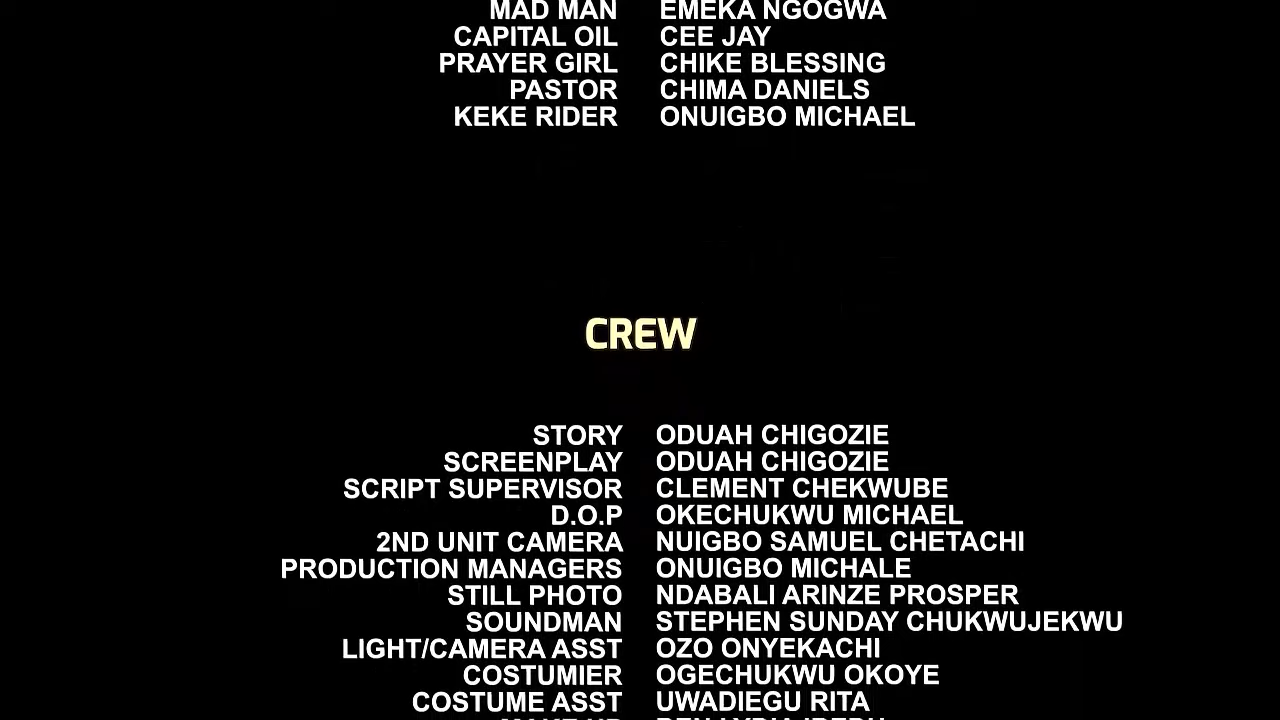 MAD MAN EMEKA NGOGWA
CAPITAL OIL CEE JAY
PRAYER GIRL CHIKE BLESSING
PASTOR CHIMA DANIELS
KEKE RIDER ONUIGBO MICHAEL
CREW
STORY ODUAH CHIGOZIE
SCREENPLAY ODUAH CHIGOZIE
SCRIPT SUPERVISOR CLEMENT CHEKWUBE
D.O.P OKECHUKWU MICHAEL
2ND UNIT CAMERA NUIGBO SAMUEL CHETACHI
PRODUCTION MANAGERS ONUIGBO MICHALE
STILL PHOTO NDABALI ARINZE PROSPER
SOUNDMAN STEPHEN SUNDAY CHUKWUJEKWU
LIGHT/CAMERA ASST OZO ONYEKACHI
COSTUMIER OGECHUKWU OKOYE
COSTUME ASST UWADIEGU RITA